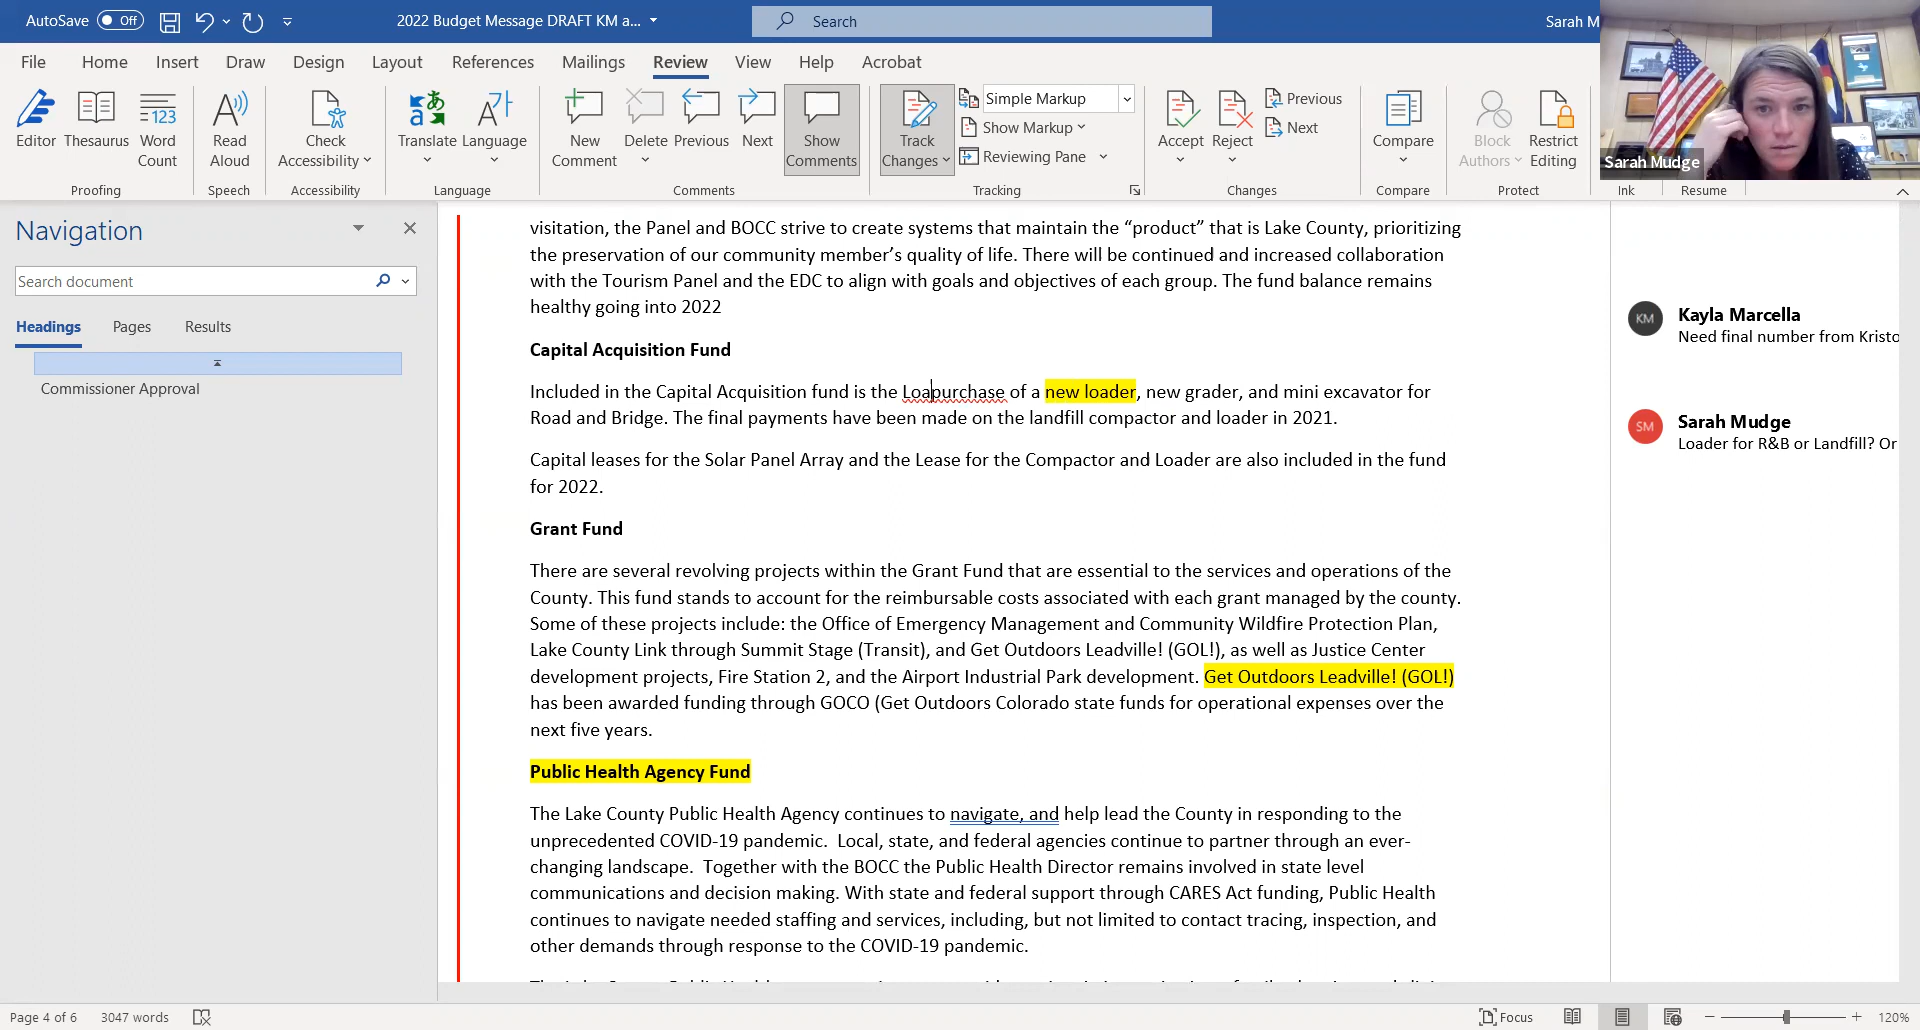 AutoSave Off 2022 Budget Message DRAFT KM a... Search Sarah M
File Home Insert Draw Design Layout References Mailings Review View Help Acrobat
Editor Thesaurus Word Count Read Aloud Check Accessibility Translate Language New Comment Delete Previous Next Show Comments Track Changes Simple Markup Show Markup Reviewing Pane Accept Reject Previous Next Compare Block Authors Restrict Editing
Sarah Mudge
Proofing Speech Accessibility Language Comments Tracking Changes Compare Protect Ink Resume
Navigation
Search document
Headings Pages Results
Commissioner Approval
visitation, the Panel and BOCC strive to create systems that maintain the “product” that is Lake County, prioritizing
the preservation of our community member’s quality of life. There will be continued and increased collaboration
with the Tourism Panel and the EDC to align with goals and objectives of each group. The fund balance remains
healthy going into 2022
Capital Acquisition Fund
Included in the Capital Acquisition fund is the Loapurchase of a new loader, new grader, and mini excavator for
Road and Bridge. The final payments have been made on the landfill compactor and loader in 2021.
Capital leases for the Solar Panel Array and the Lease for the Compactor and Loader are also included in the fund
for 2022.
Grant Fund
There are several revolving projects within the Grant Fund that are essential to the services and operations of the
County. This fund stands to account for the reimbursable costs associated with each grant managed by the county.
Some of these projects include: the Office of Emergency Management and Community Wildfire Protection Plan,
Lake County Link through Summit Stage (Transit), and Get Outdoors Leadville! (GOL!), as well as Justice Center
development projects, Fire Station 2, and the Airport Industrial Park development. Get Outdoors Leadville! (GOL!)
has been awarded funding through GOCO (Get Outdoors Colorado state funds for operational expenses over the
next five years.
Public Health Agency Fund
The Lake County Public Health Agency continues to navigate, and help lead the County in responding to the
unprecedented COVID-19 pandemic.  Local, state, and federal agencies continue to partner through an ever-
changing landscape.  Together with the BOCC the Public Health Director remains involved in state level
communications and decision making. With state and federal support through CARES Act funding, Public Health
continues to navigate needed staffing and services, including, but not limited to contact tracing, inspection, and
other demands through response to the COVID-19 pandemic.
KM Kayla Marcella
Need final number from Kristo
SM Sarah Mudge
Loader for R&B or Landfill? Or
Page 4 of 6 3047 words Focus 120%